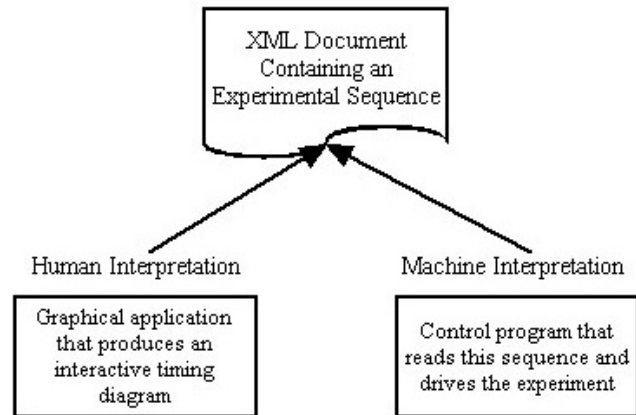 XML Document
Containing an
Experimental Sequence
Human Interpretation
Machine Interpretation
Graphical application
that produces an
interactive timing
diagram
Control program that
reads this sequence and
drives the experiment